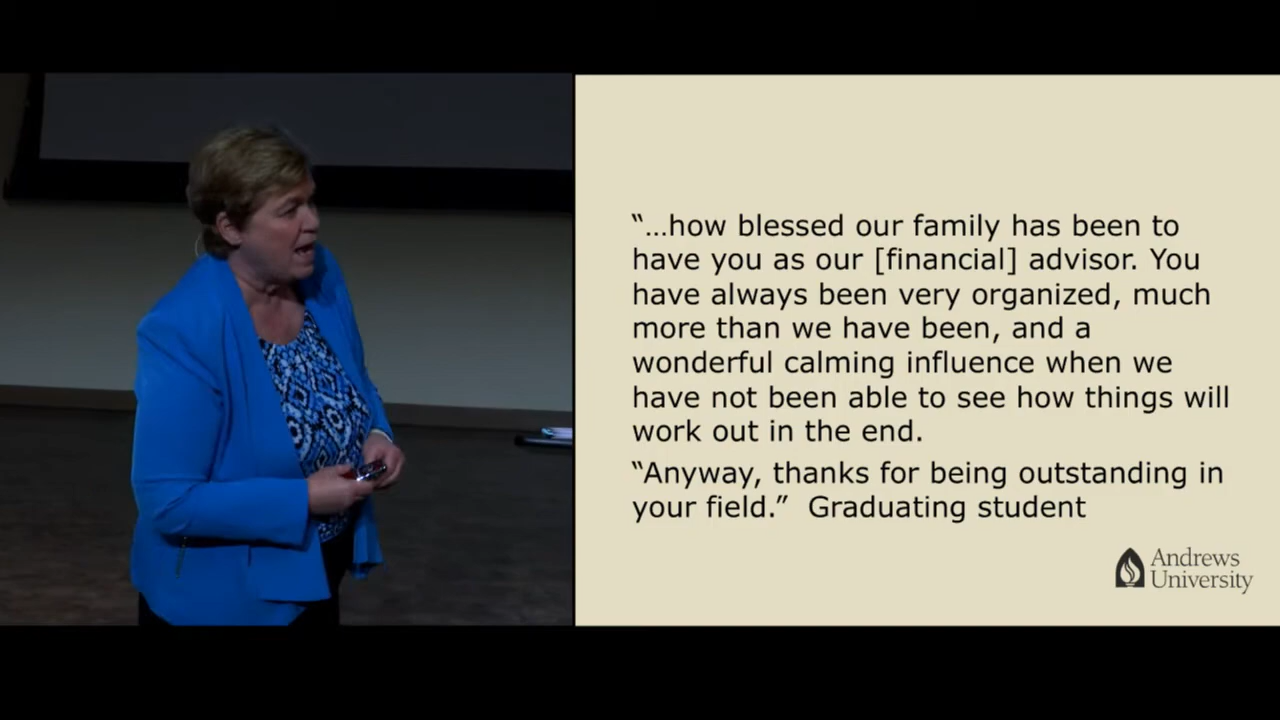 “…how blessed our family has been to
have you as our [financial] advisor. You
have always been very organized, much
more than we have been, and a
wonderful calming influence when we
have not been able to see how things will
work out in the end.
“Anyway, thanks for being outstanding in
your field.”  Graduating student
Andrews
University